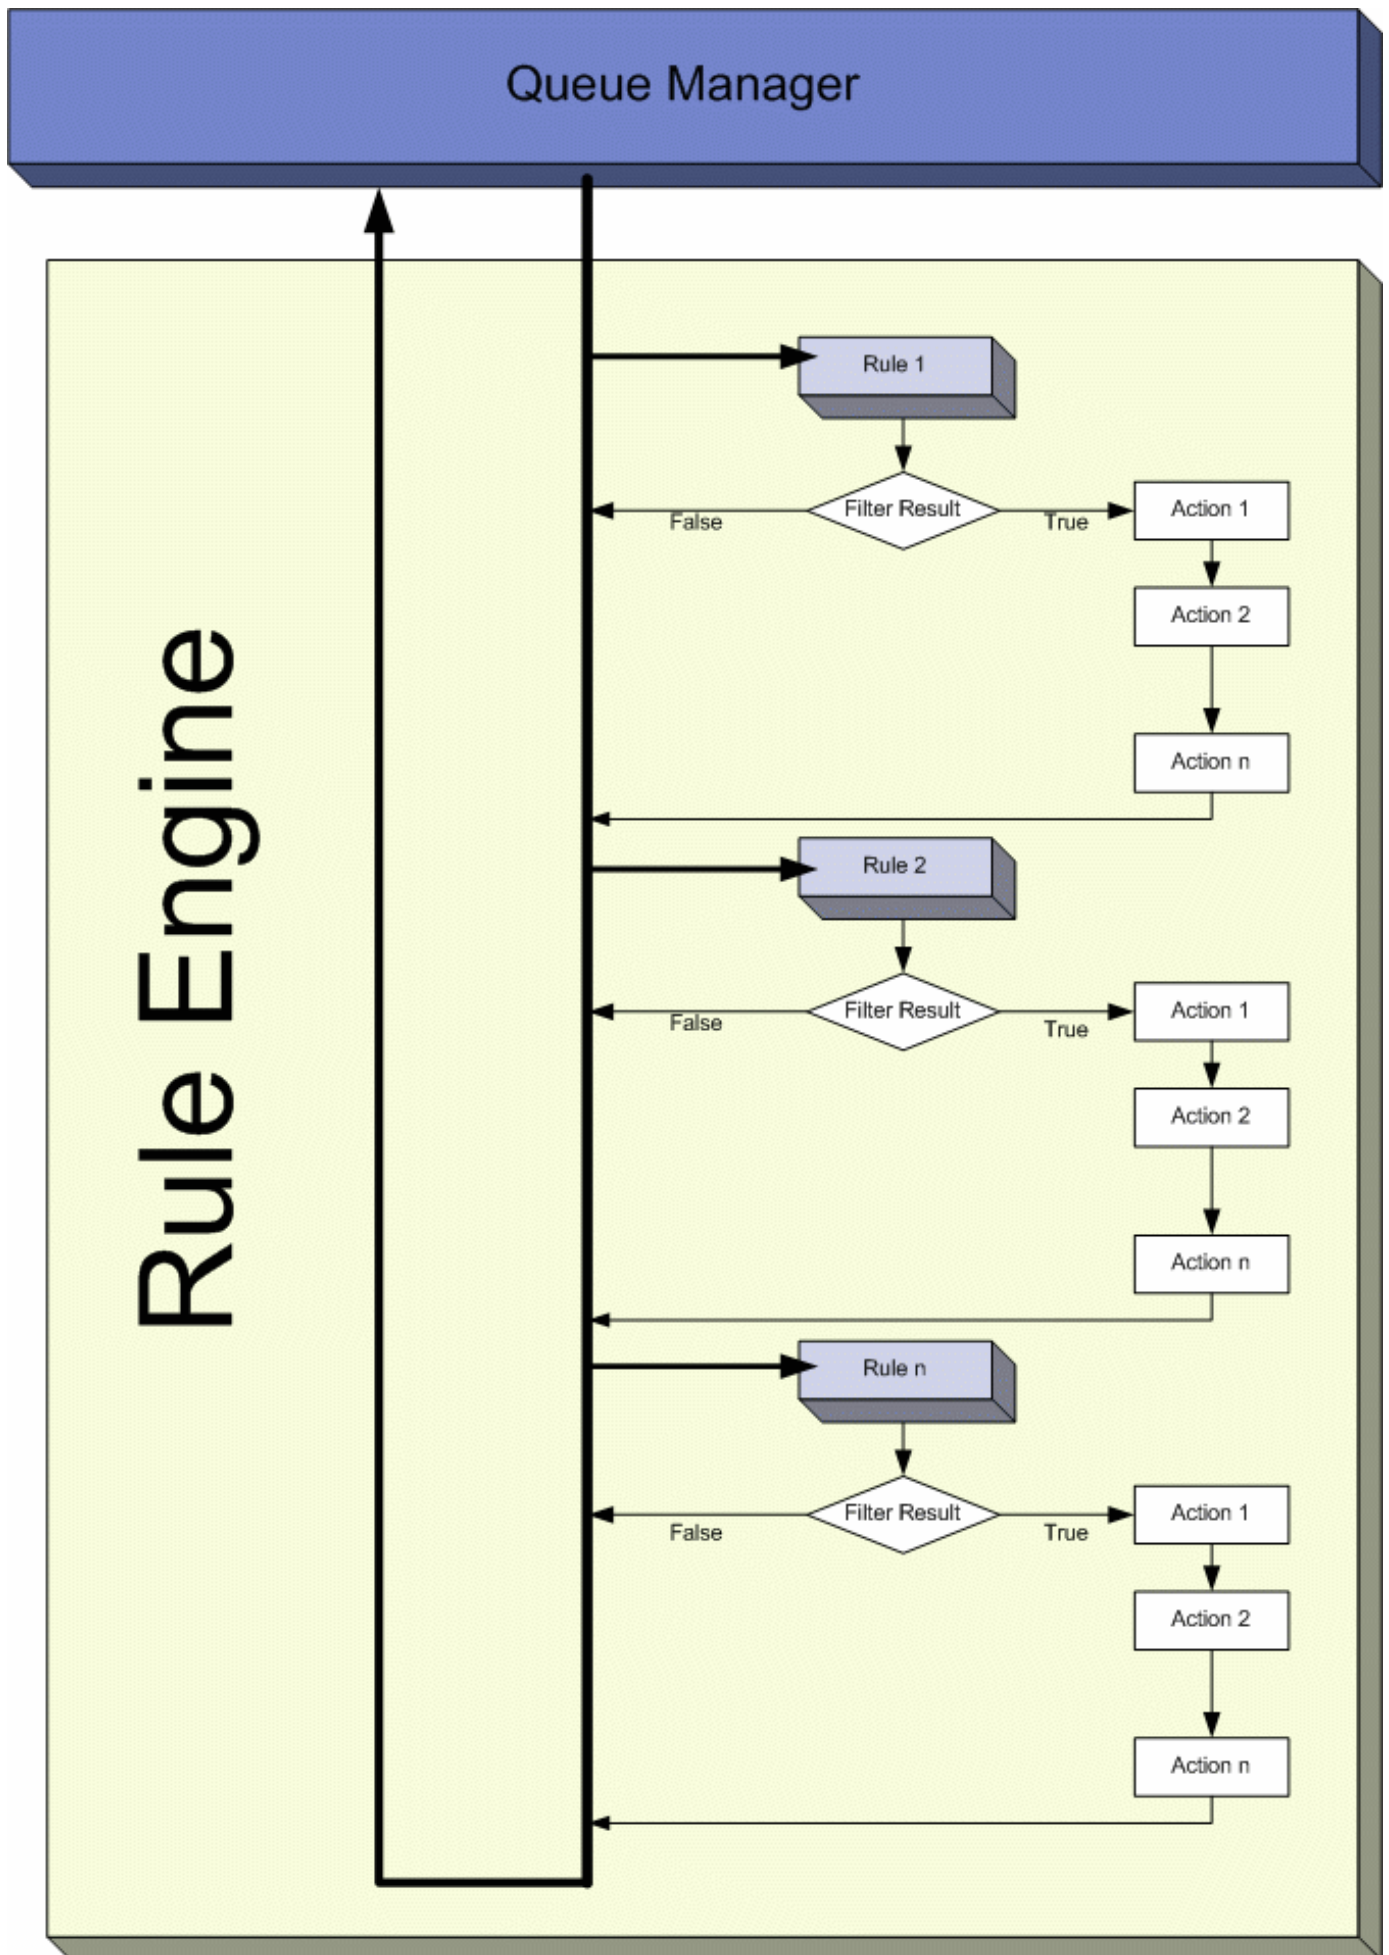 Queue Manager
Rule Engine
Rule 1
Filter Result
False
True
Action 1
Action 2
Action n
Rule 2
Filter Result
False
True
Action 1
Action 2
Action n
Rule n
Filter Result
False
True
Action 1
Action 2
Action n